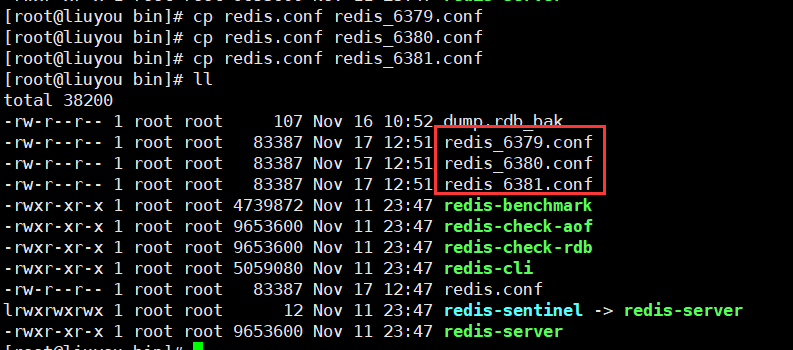 [root@liuyou bin]# cp redis.conf redis_6379.conf
[root@liuyou bin]# cp redis.conf redis_6380.conf
[root@liuyou bin]# cp redis.conf redis_6381.conf
[root@liuyou bin]# ll
total 38200
-rw-r--r-- 1 root root 107 Nov 16 10:52 dump.rdb_bak
-rw-r--r-- 1 root root 83387 Nov 17 12:51 redis_6379.conf
-rw-r--r-- 1 root root 83387 Nov 17 12:51 redis_6380.conf
-rw-r--r-- 1 root root 83387 Nov 17 12:51 redis_6381.conf
-rwxr-xr-x 1 root root 4739872 Nov 11 23:47 redis-benchmark
-rwxr-xr-x 1 root root 9653600 Nov 11 23:47 redis-check-aof
-rwxr-xr-x 1 root root 9653600 Nov 11 23:47 redis-check-rdb
-rwxr-xr-x 1 root root 5059080 Nov 11 23:47 redis-cli
-rw-r--r-- 1 root root 83387 Nov 17 12:47 redis.conf
lrwxrwxrwx 1 root root 12 Nov 11 23:47 redis-sentinel -> redis-server
-rwxr-xr-x 1 root root 9653600 Nov 11 23:47 redis-server
[root@liuyou bin]#